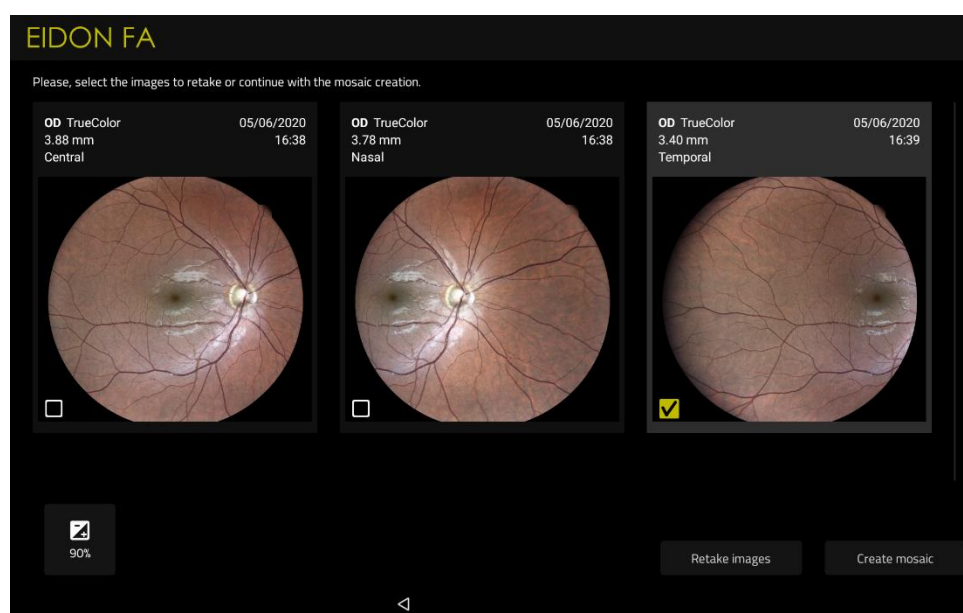 EIDON FA
Please, select the images to retake or continue with the mosaic creation.
OD TrueColor 05/06/2020
3.88 mm 16:38
Central
OD TrueColor 05/06/2020
3.78 mm 16:38
Nasal
OD TrueColor 05/06/2020
3.40 mm 16:39
Temporal
90%
Retake images
Create mosaic